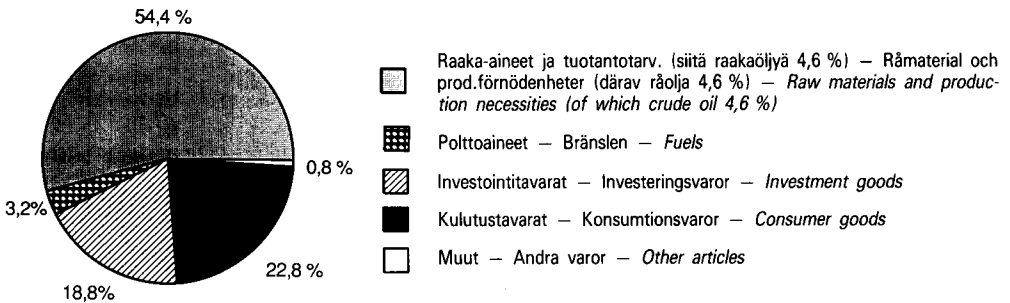 54,4 %
0,8 %
3,2%
22,8 %
18,8%
Raaka-aineet ja tuotantotarv. (siitä raakaöljyä 4,6 %) — Råmaterial och
prod.förnödenheter (därav råolja 4,6 %) — Raw materials and produc-
tion necessities (of which crude oil 4,6 %)
Polttoaineet — Bränslen — Fuels
Investointitavarat — Investeringsvaror — Investment goods
Kulutustavarat — Konsumtionsvaror — Consumer goods
Muut — Andra varor — Other articles